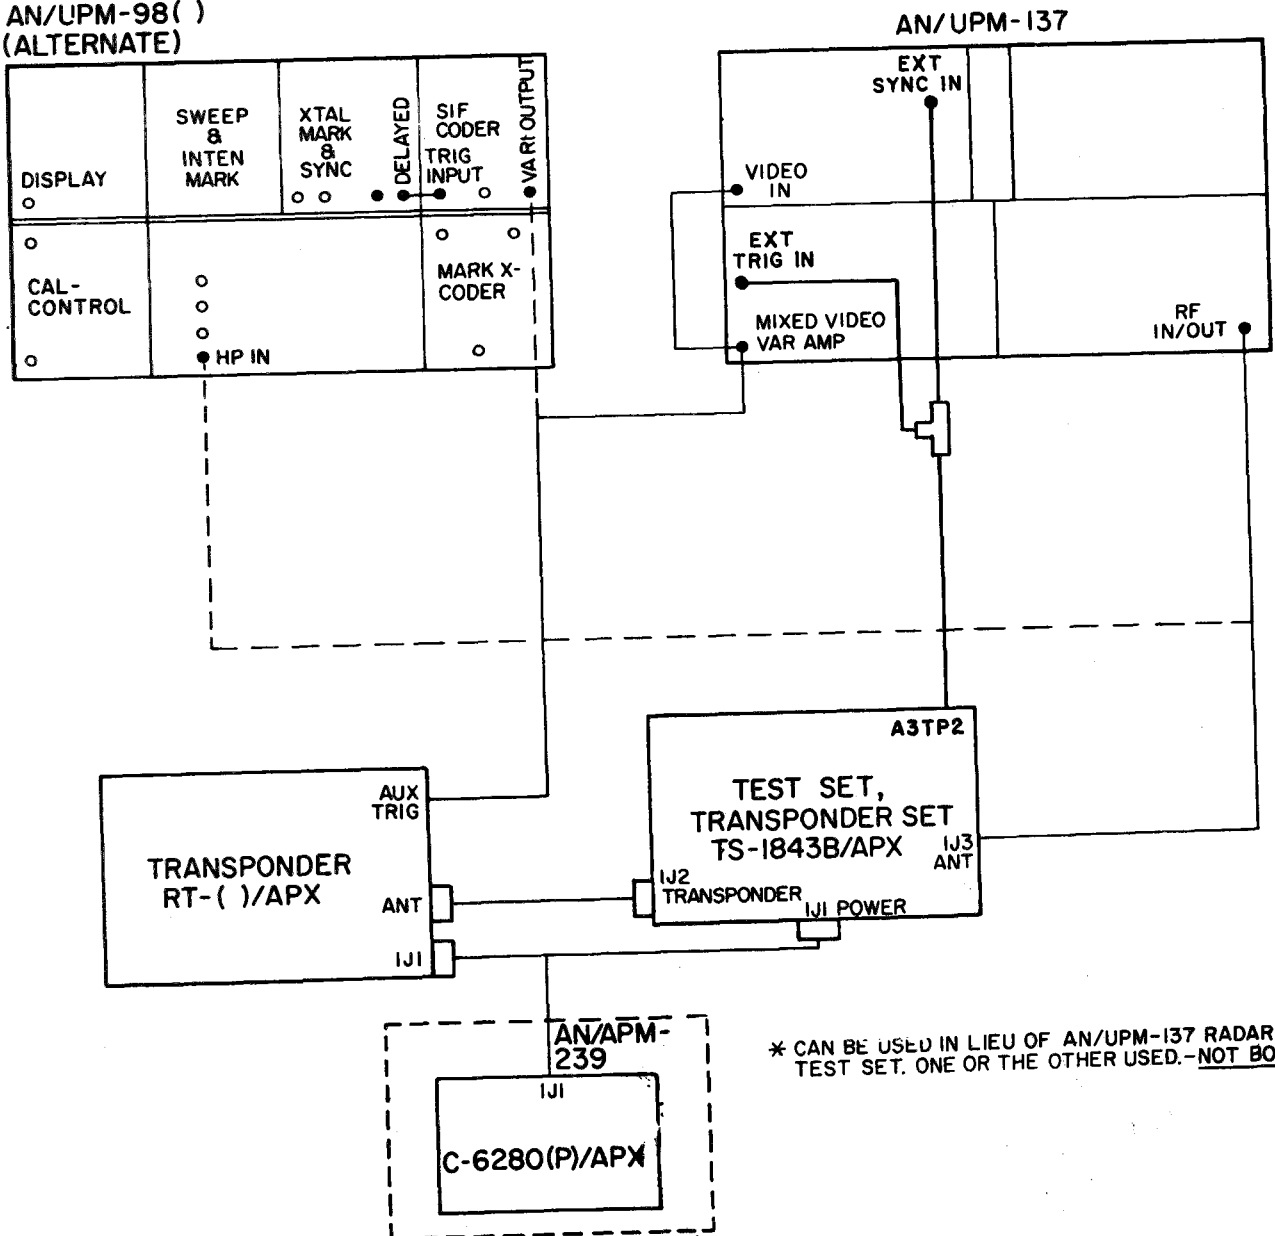 AN/UPM-98( )
(ALTERNATE)
DISPLAY
SWEEP
&
INTEN
MARK
XTAL
MARK
&
SYNC
DELAYED
SIF
CODER
TRIG
INPUT
VARI OUTPUT
CAL-
CONTROL
HP IN
MARK X-
CODER
AN/UPM-137
EXT
SYNC IN
VIDEO
IN
EXT
TRIG IN
MIXED VIDEO
VAR AMP
RF
IN/OUT
A3TP2
TEST SET,
TRANSPONDER SET
TS-1843B/APX
1J3
ANT
1J2
TRANSPONDER
1J1 POWER
AUX
TRIG
TRANSPONDER
RT-( )/APX
ANT
1J1
AN/APM-
239
1J1
C-6280(P)/APX
* CAN BE USED IN LIEU OF AN/UPM-137 RADAR
TEST SET. ONE OR THE OTHER USED.-NOT BO